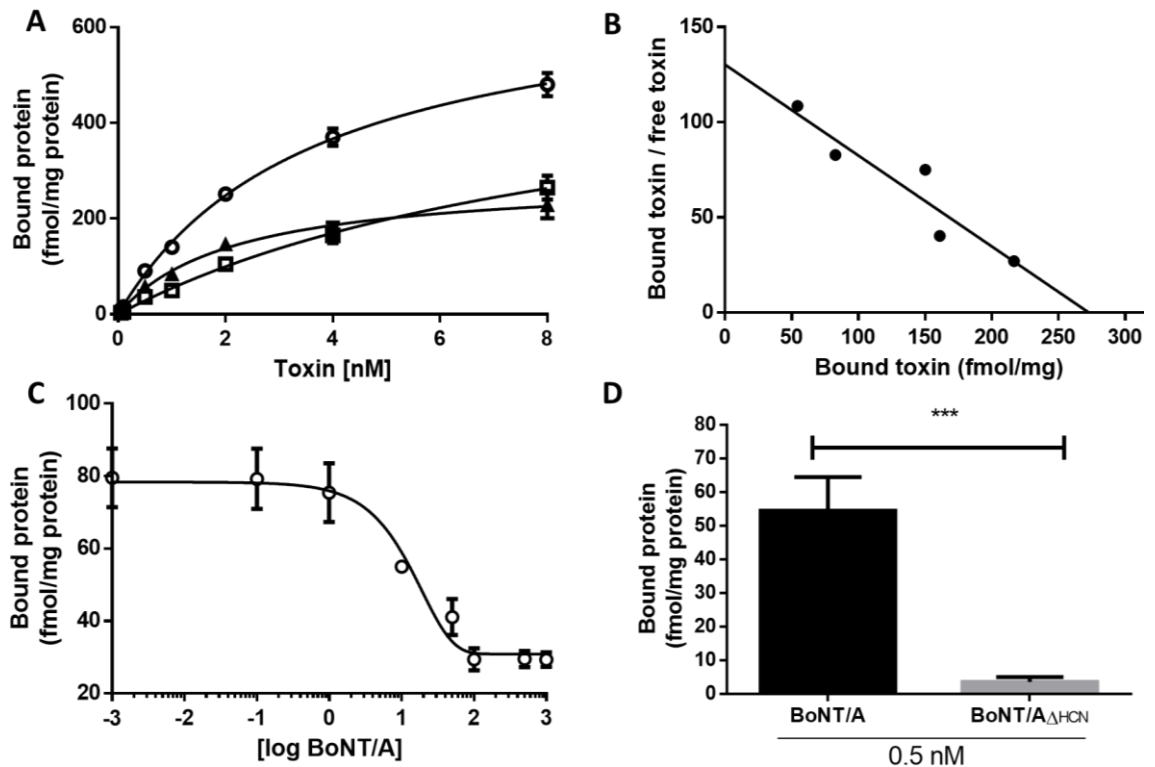 A
Bound protein
(fmol/mg protein)
600
400
200
0
0 2 4 6 8
Toxin [nM]
B
Bound toxin / free toxin
150
100
50
0
0 50 100 150 200 250 300
Bound toxin (fmol/mg)
C
Bound protein
(fmol/mg protein)
100
80
60
40
20
-3 -2 -1 0 1 2 3
[log BoNT/A]
D
Bound protein
(fmol/mg protein)
80
70
60
50
40
30
20
10
0
***
BoNT/A BoNT/A△HCN
0.5 nM